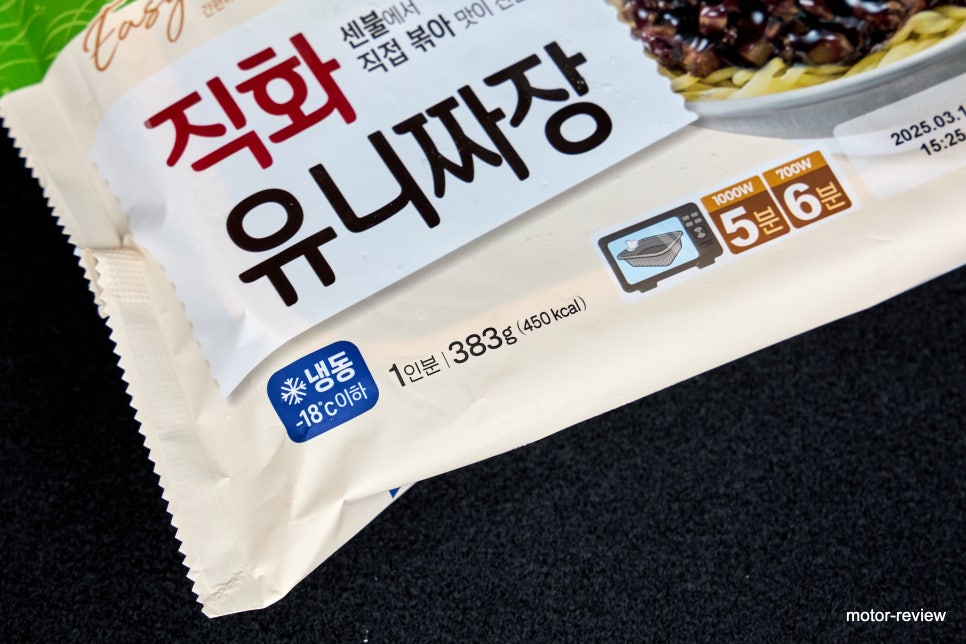 Easy
센불에서
직접 볶아 맛이
직화
유니짜장
2025.03.1
15:25
1000W
5분
700W
6분
냉동
-18℃이하
1인분 | 383g (450 kcal)
motor-review